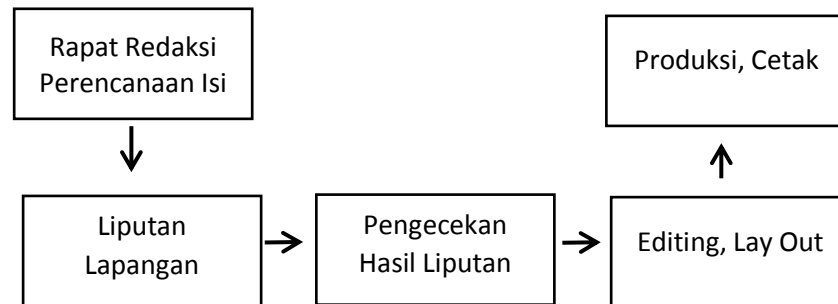 Rapat Redaksi
Perencanaan Isi
Liputan
Lapangan
Pengecekan
Hasil Liputan
Editing, Lay Out
Produksi, Cetak